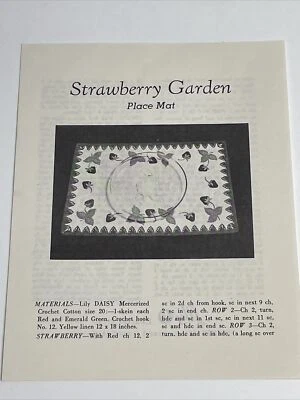 Strawberry Garden
Place Mat
MATERIALS—Lily DAISY Mercerized
Crochet Cotton size 20:—1-skein each
Red and Emerald Green. Crochet hook
No. 12. Yellow linen 12 x 18 inches.
STRAWBERRY—With Red ch 12, 2
sc in 2d ch from hook, sc in next 9 ch,
2 sc in end ch. ROW 2—Ch 2, turn,
hdc and sc in 1st sc, sc in next 11 sc,
sc and hdc in end sc. ROW 3—Ch 2,
turn, hdc and sc in hdc, (a long sc over